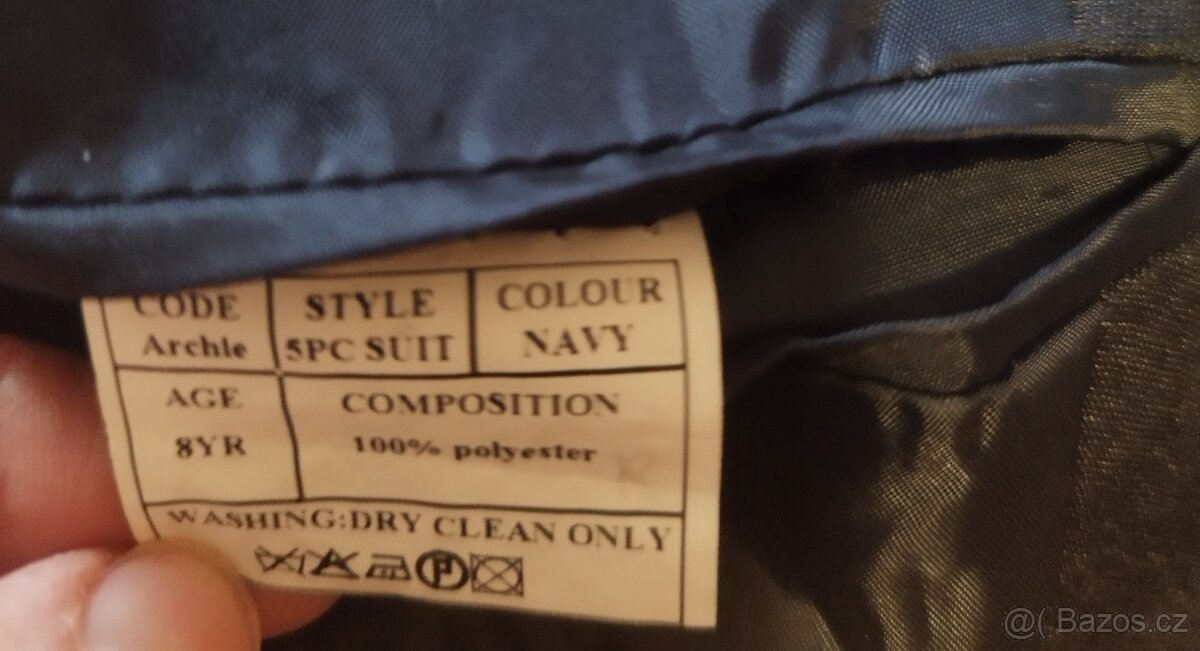 CODE STYLE COLOUR
Archie 5PC SUIT NAVY
AGE COMPOSITION
8YR 100% polyester
WASHING:DRY CLEAN ONLY
P
@( Bazos.cz